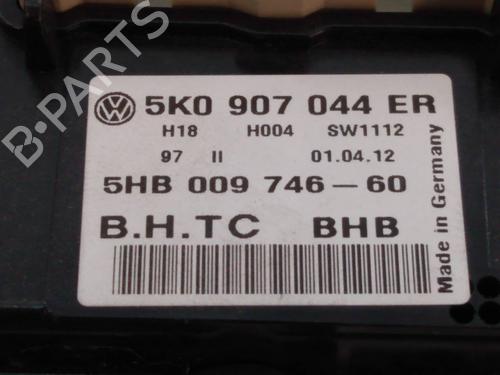 B-PARTS
5K0 907 044 ER
H18 H004 SW1112
97 II 01.04.12
5HB 009 746-60
B.H.TC BHB
Made in Germany